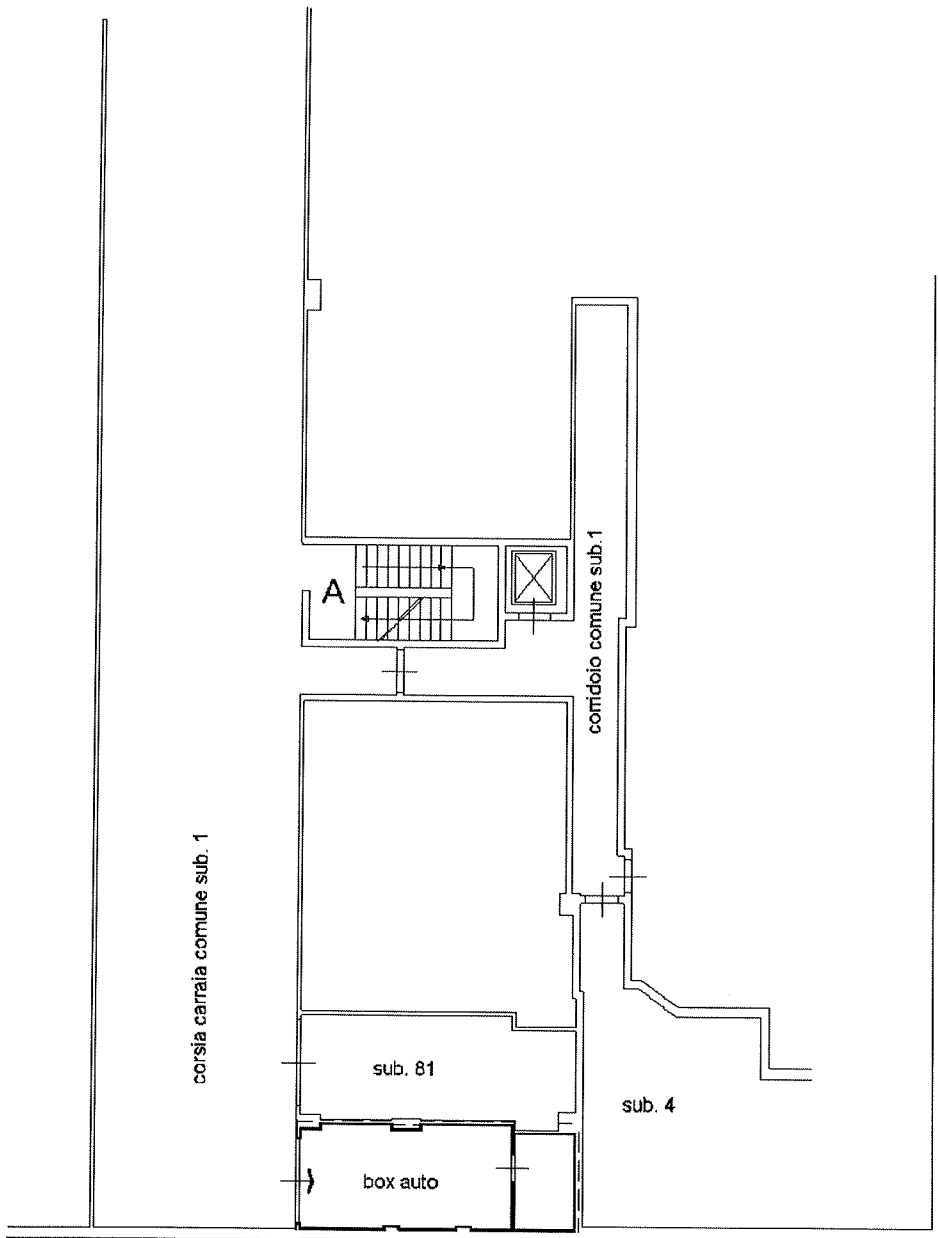 A
corridoio comune sub.1
corsia carraia comune sub. 1
sub. 81
sub. 4
box auto